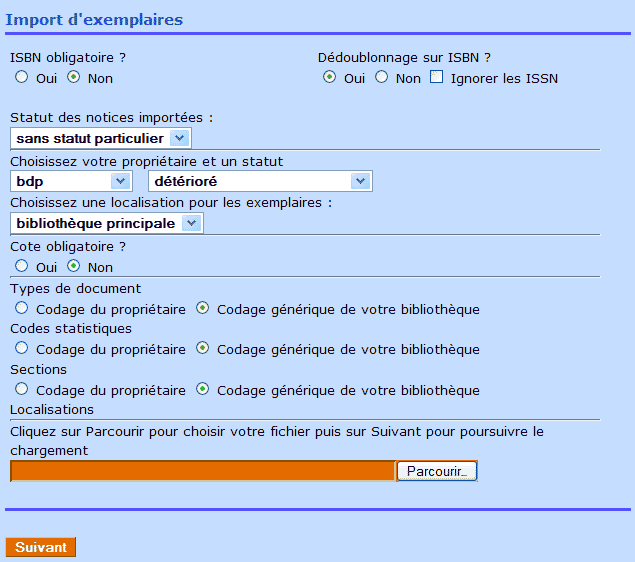 Import d'exemplaires
ISBN obligatoire ? Dédoublonnage sur ISBN ?
Oui Non Oui Non Ignorer les ISSN
Statut des notices importées :
sans statut particulier
Choisissez votre propriétaire et un statut
bdp détérioré
Choisissez une localisation pour les exemplaires :
bibliothèque principale
Cote obligatoire ?
Oui Non
Types de document
Codage du propriétaire Codage générique de votre bibliothèque
Codes statistiques
Codage du propriétaire Codage générique de votre bibliothèque
Sections
Codage du propriétaire Codage générique de votre bibliothèque
Localisations
Cliquez sur Parcourir pour choisir votre fichier puis sur Suivant pour poursuivre le
chargement
Parcourir...
Suivant